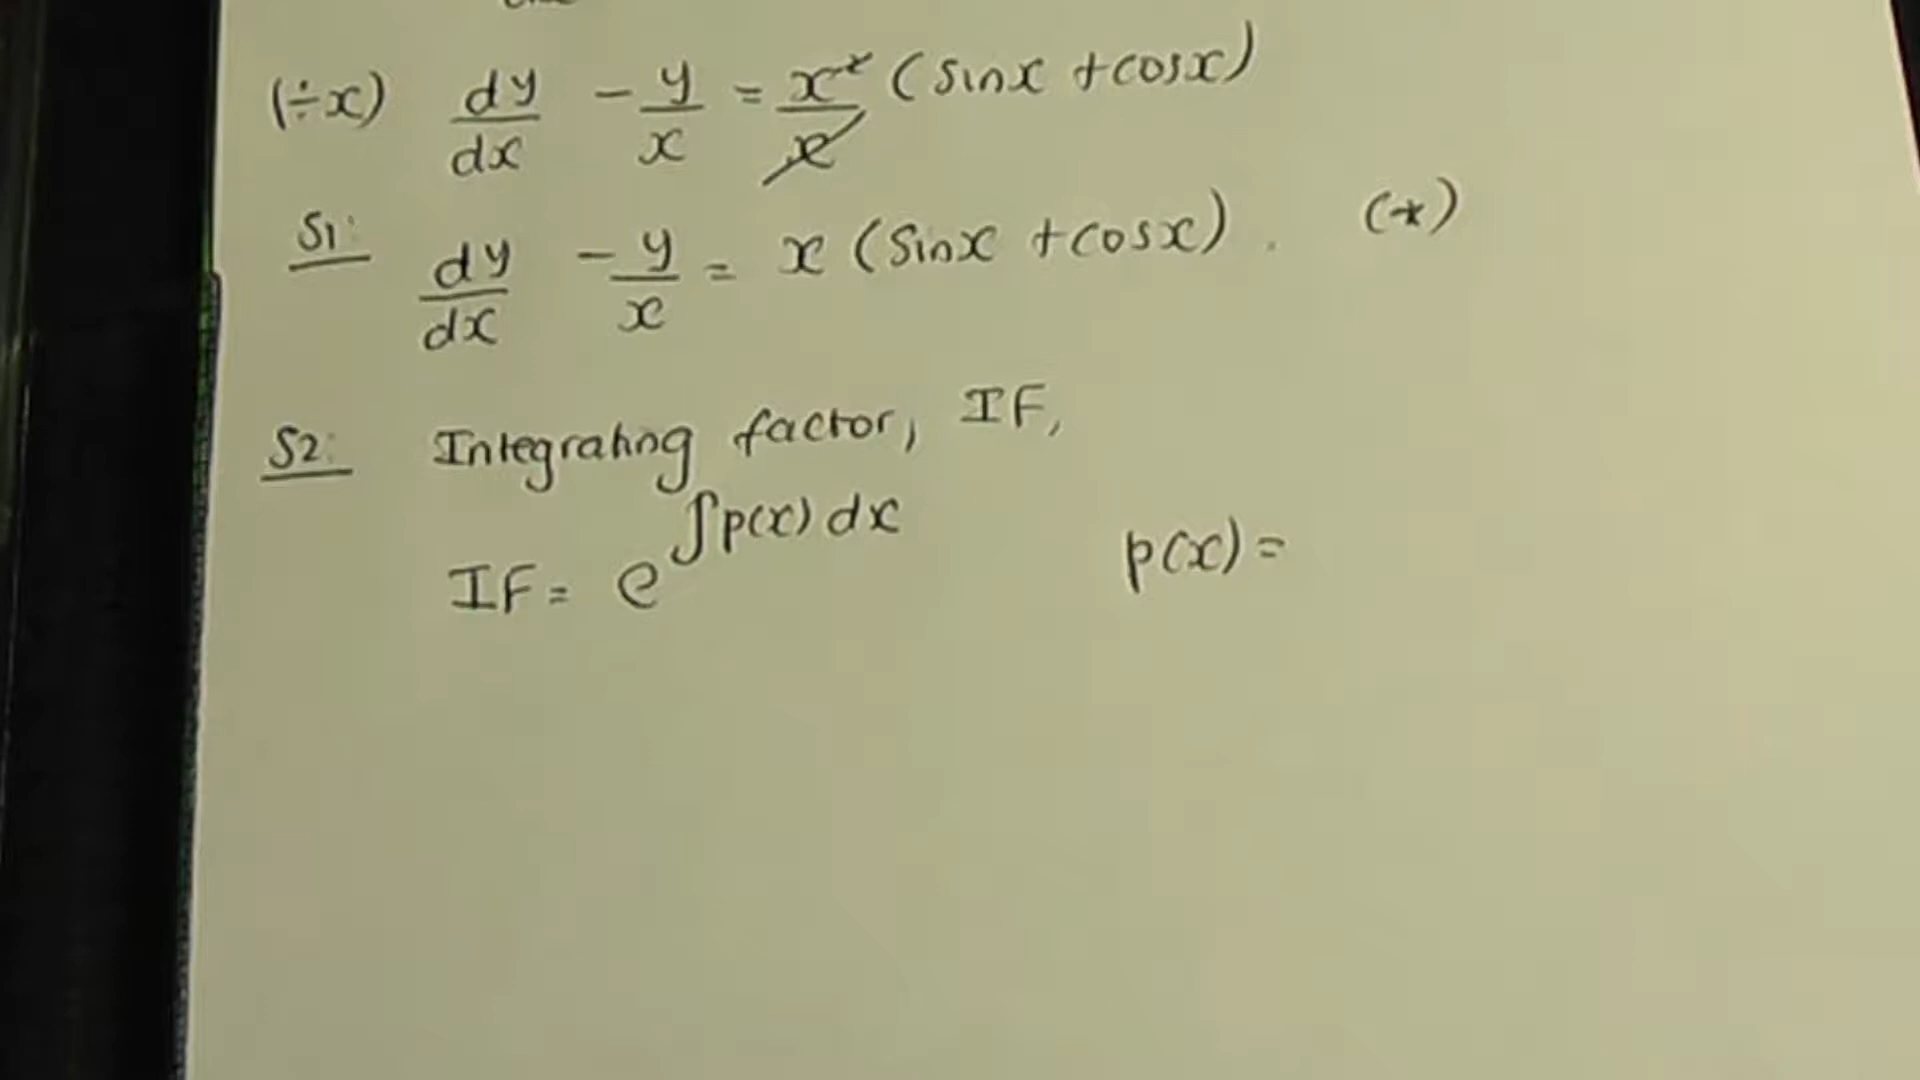 (÷x) dy/dx - y/x = x²/x (sinx + cosx)
S1: dy/dx - y/x = x (sinx + cosx). (*)
S2: Integrating factor, IF,
IF = e^∫p(x) dx p(x) =